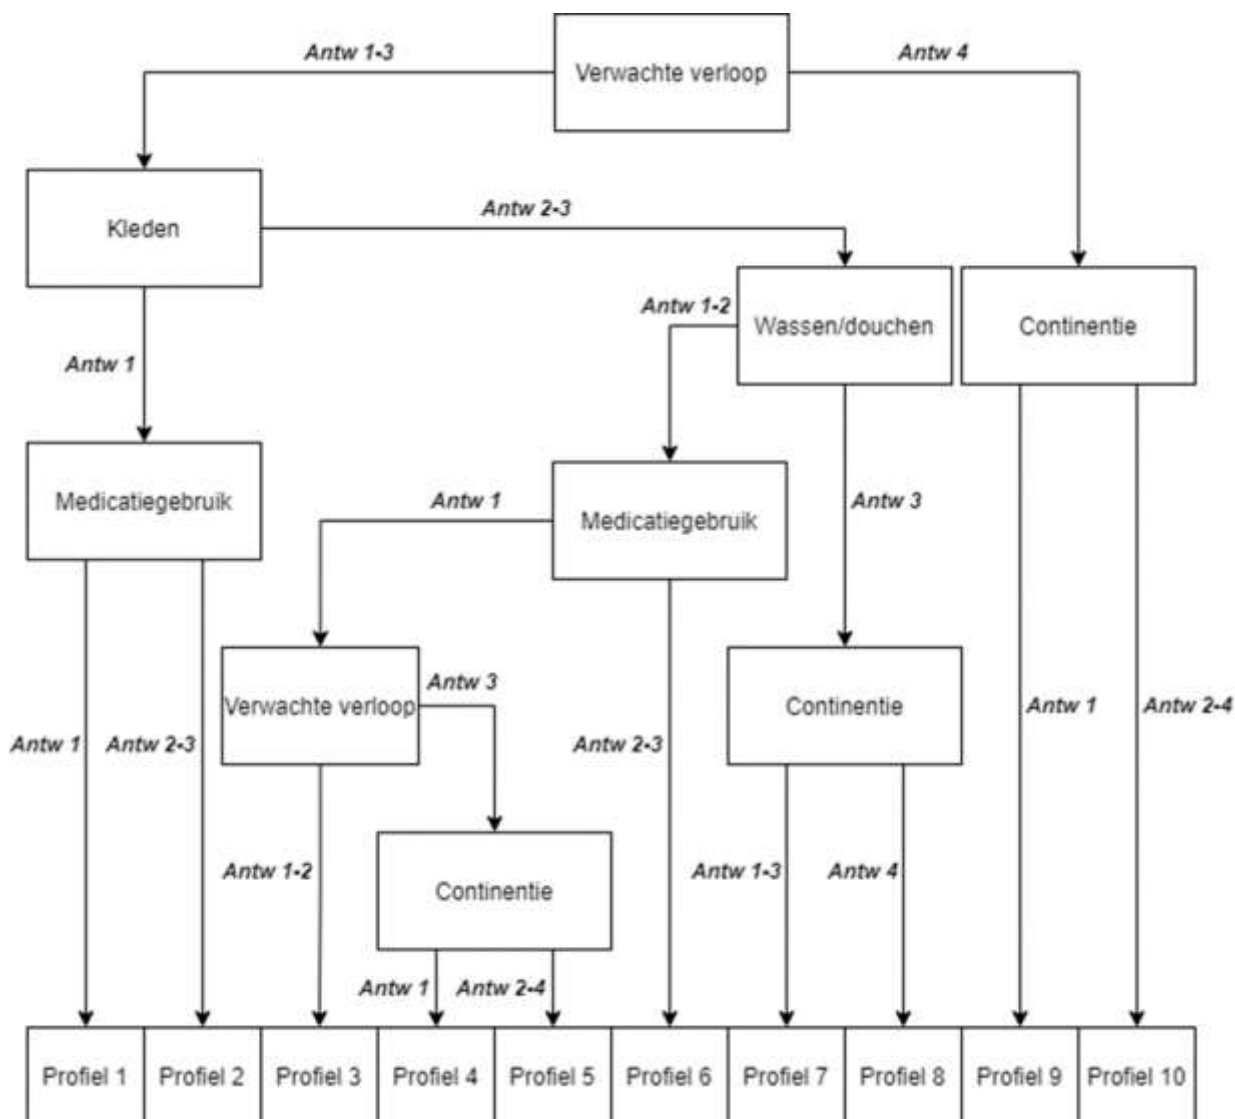 Antw 1-3
Verwachte verloop
Antw 4
Kleden
Antw 2-3
Antw 1-2
Wassen/douchen
Continentie
Antw 1
Medicatiegebruik
Antw 1
Medicatiegebruik
Antw 3
Verwachte verloop
Antw 3
Continentie
Antw 1
Antw 2-3
Antw 2-3
Antw 1
Antw 2-4
Antw 1-2
Continentie
Antw 1-3
Antw 4
Antw 1
Antw 2-4
Profiel 1
Profiel 2
Profiel 3
Profiel 4
Profiel 5
Profiel 6
Profiel 7
Profiel 8
Profiel 9
Profiel 10